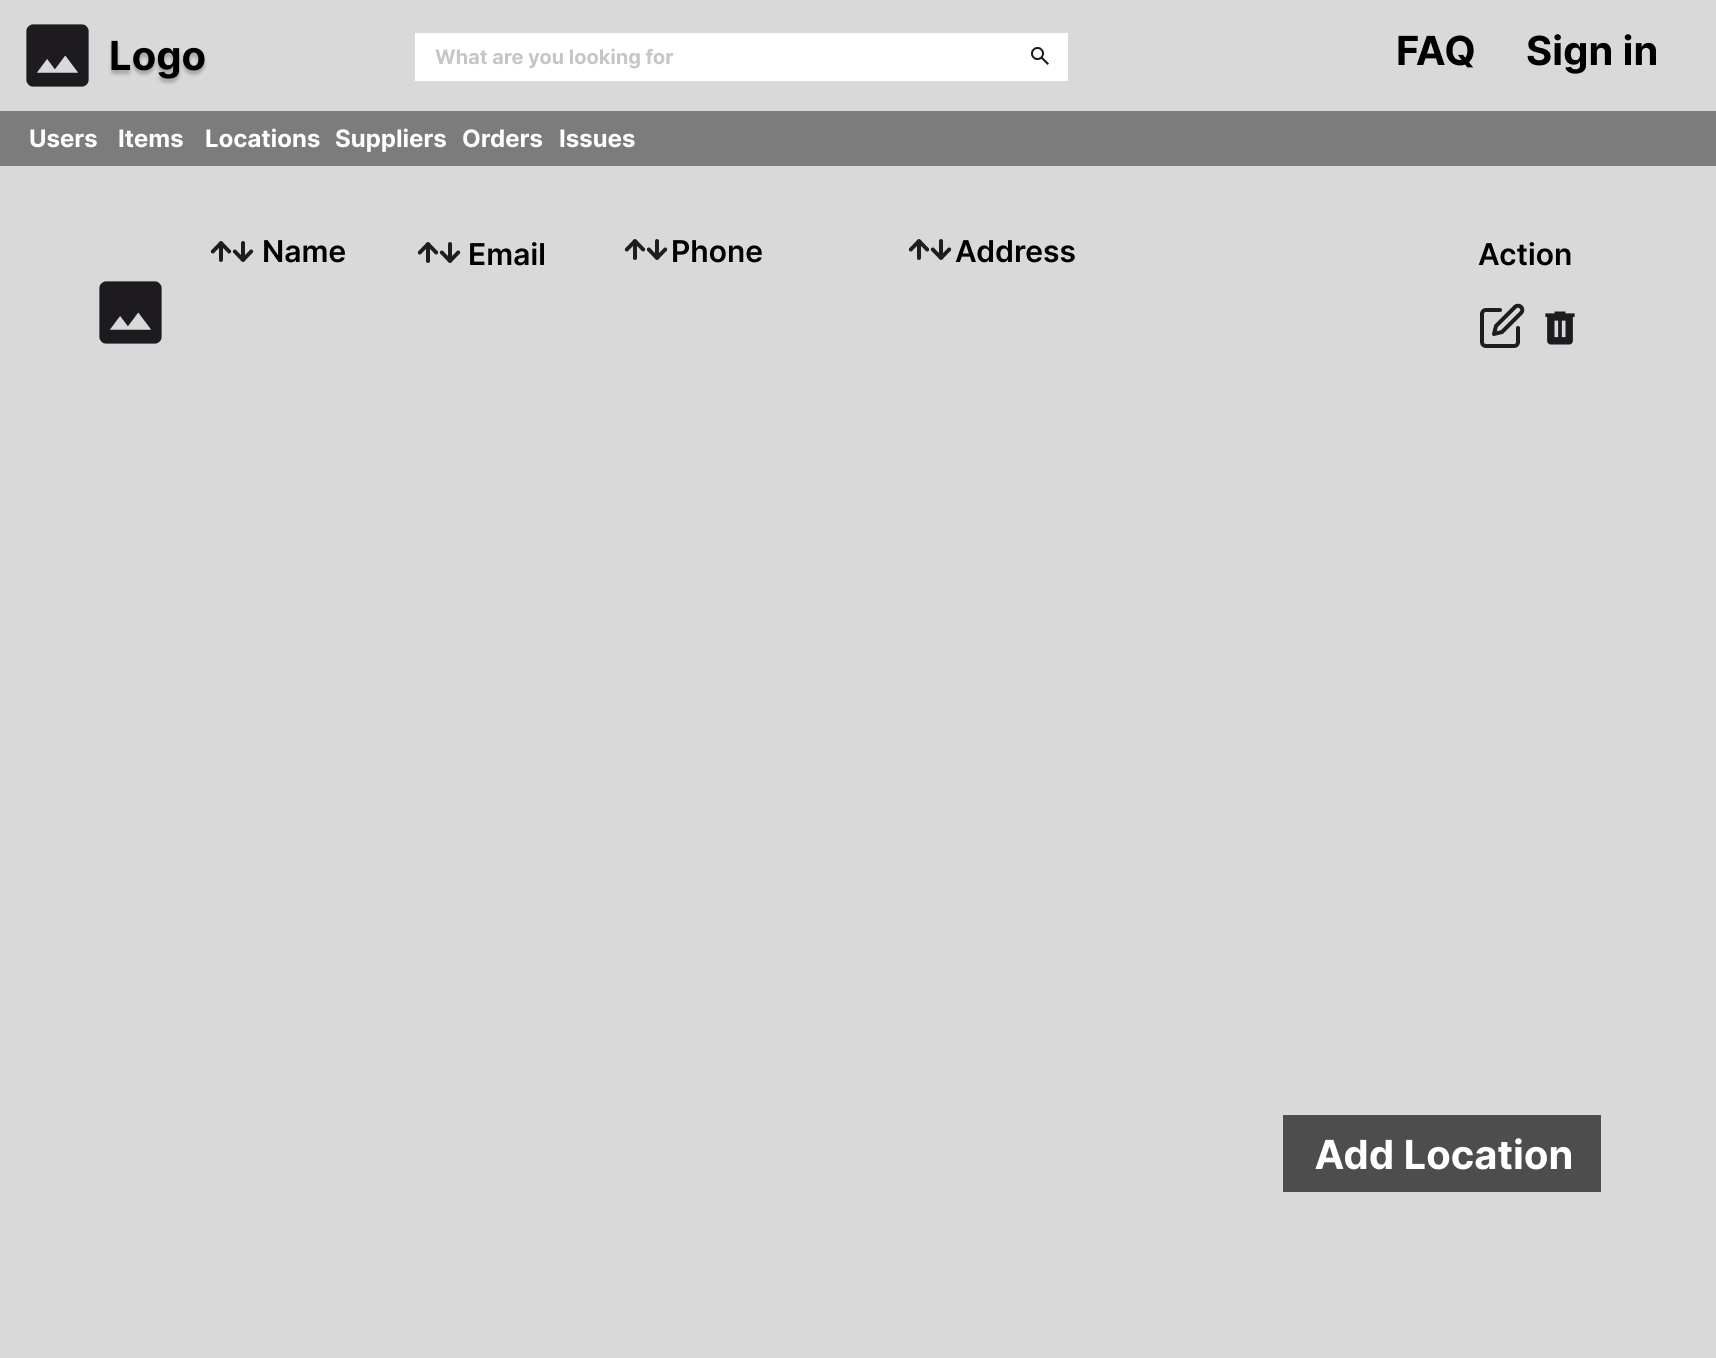 Logo
What are you looking for
FAQ Sign in
Users Items Locations Suppliers Orders Issues
Name Email Phone Address Action
Add Location